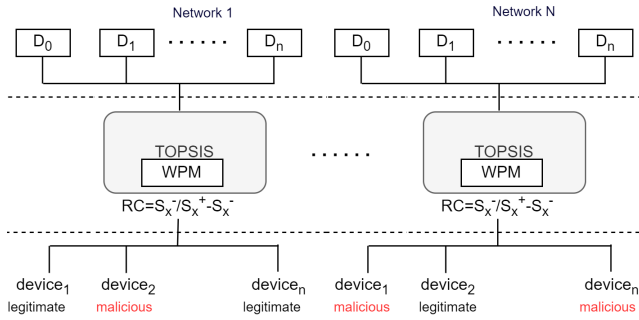 Network 1
Network N
D₀ D₁ ...... Dₙ D₀ D₁ ...... Dₙ
TOPSIS ...... TOPSIS
WPM WPM
RC=Sₓ⁻/Sₓ⁺-Sₓ⁻ RC=Sₓ⁻/Sₓ⁺-Sₓ⁻
device₁ device₂ deviceₙ device₁ device₂ deviceₙ
legitimate malicious legitimate malicious legitimate malicious